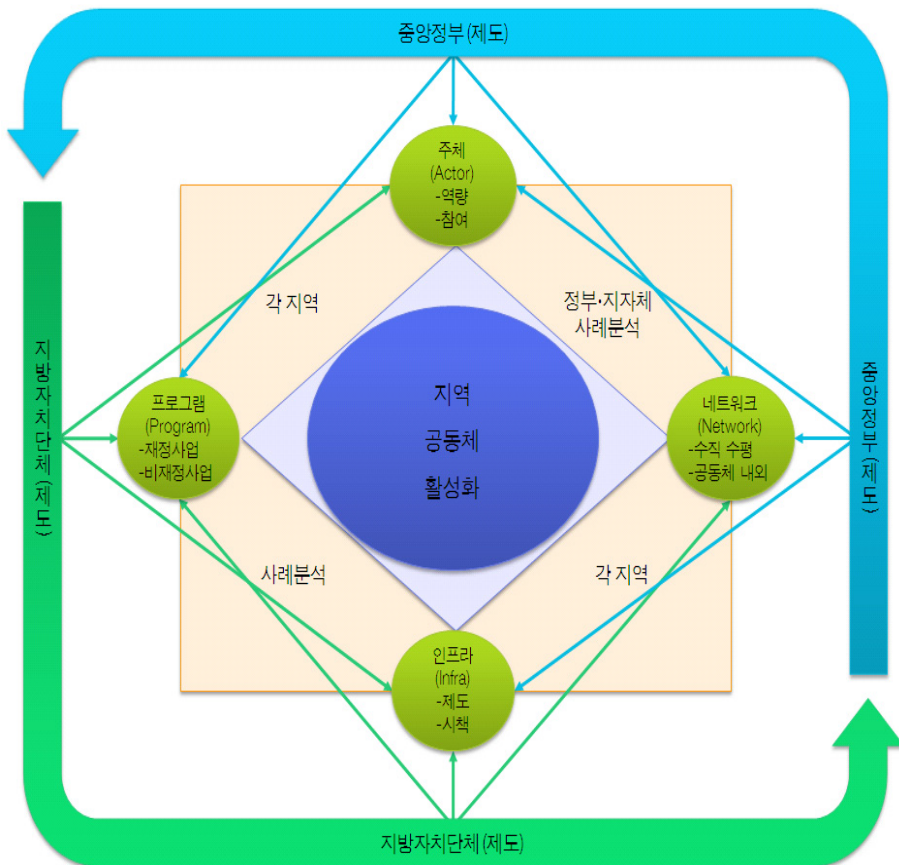 중앙정부(제도)
주체
(Actor)
-역량
-참여
각 지역
정부·지자체
사례분석
지방자치단체(제도)
프로그램
(Program)
-재정사업
-비재정사업
지역
공동체
활성화
네트워크
(Network)
-수직 수평
-공동체 내외
중앙정부(제도)
사례분석
각 지역
인프라
(Infra)
-제도
-시책
지방자치단체(제도)